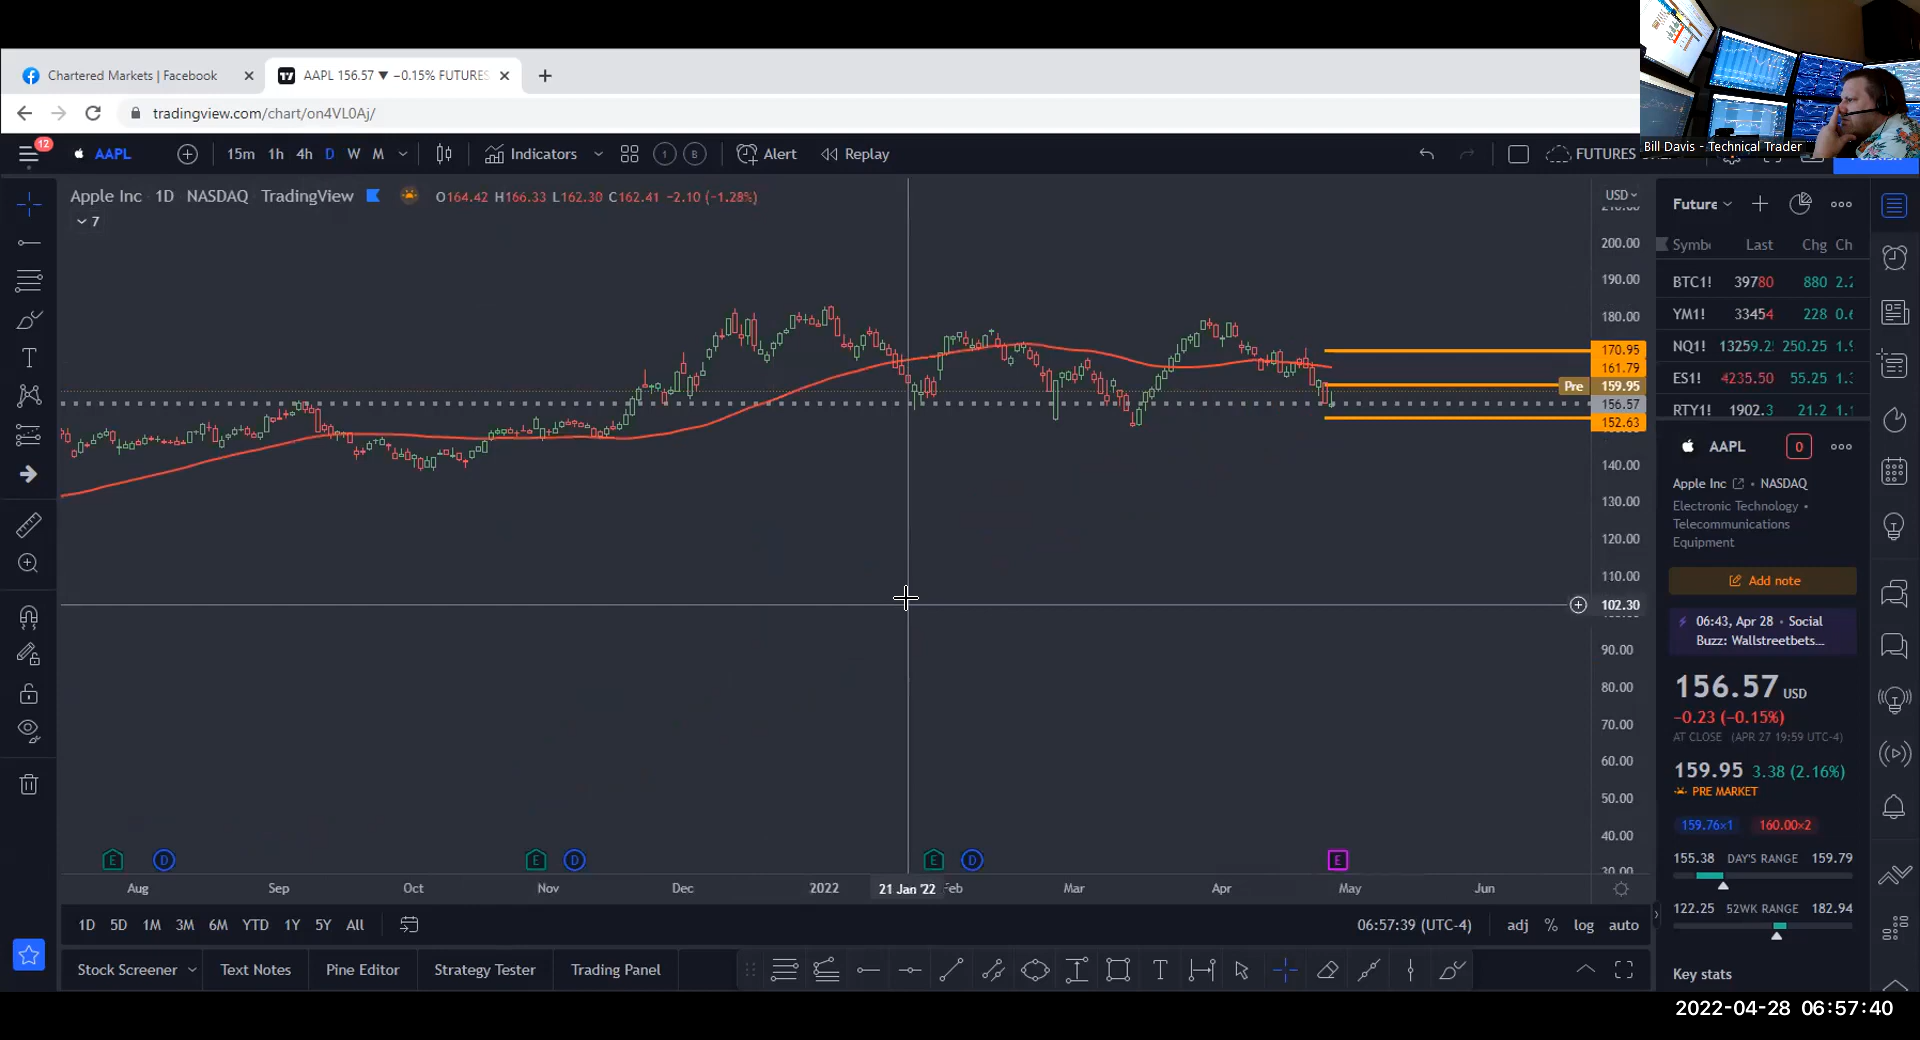 Chartered Markets | Facebook
AAPL 156.57 ▼ −0.15% FUTURES
tradingview.com/chart/on4VL0Aj/
Bill Davis - Technical Trader
12
AAPL
15m 1h 4h D W M
Indicators
1 B
Alert
Replay
FUTURES
Apple Inc · 1D NASDAQ TradingView
O164.42 H166.33 L162.30 C162.41 −2.10 (−1.28%)
7
USD
200.00
190.00
180.00
170.95
161.79
Pre 159.95
156.57
152.63
140.00
130.00
120.00
110.00
102.30
90.00
80.00
70.00
60.00
50.00
40.00
30.00
E D E D E D E
Aug Sep Oct Nov Dec 2022 21 Jan '22 Feb Mar Apr May Jun
1D 5D 1M 3M 6M YTD 1Y 5Y All
06:57:39 (UTC-4)
adj % log auto
Stock Screener Text Notes Pine Editor Strategy Tester Trading Panel
Future
Last Chg Ch
BTC1! 39780 880
YM1! 33454 228
NQ1! 13259.2 250.25
ES1! 4235.50 55.25
RTY1! 1902.3 21.2
AAPL 0
Apple Inc • NASDAQ
Electronic Technology •
Telecommunications
Equipment
Add note
06:43, Apr 28 • Social
Buzz: Wallstreetbets...
156.57 USD
−0.23 (−0.15%)
AT CLOSE (APR 27 19:59 UTC-4)
159.95 3.38 (2.16%)
PRE MARKET
159.76×1 160.00×2
155.38 DAY'S RANGE 159.79
122.25 52WK RANGE 182.94
Key stats
2022-04-28 06:57:40